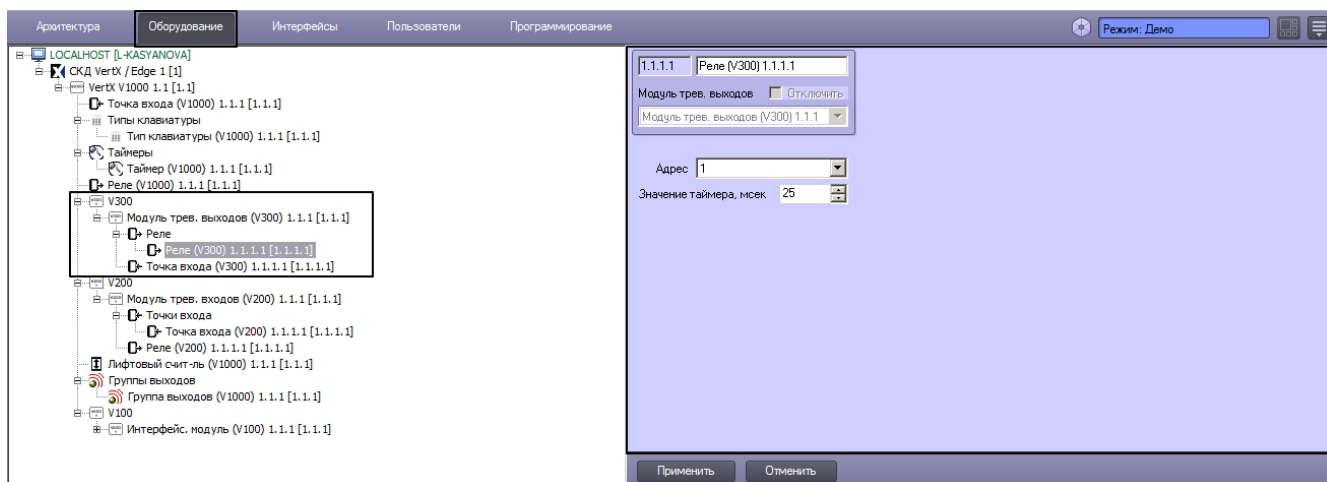 Архитектура Оборудование Интерфейсы Пользователи Программирование Режим: Демо
LOCALHOST [L-KASYANOVA]
СКД VertX / Edge 1 [1]
VertX V1000 1.1 [1.1]
Точка входа (V1000) 1.1.1 [1.1.1]
Типы клавиатуры
Тип клавиатуры (V1000) 1.1.1 [1.1.1]
Таймеры
Таймер (V1000) 1.1.1 [1.1.1]
Реле (V1000) 1.1.1 [1.1.1]
V300
Модуль трев. выходов (V300) 1.1.1 [1.1.1]
Реле
Реле (V300) 1.1.1.1 [1.1.1.1]
Точка входа (V300) 1.1.1.1 [1.1.1.1]
V200
Модуль трев. входов (V200) 1.1.1 [1.1.1]
Точки входа
Точка входа (V200) 1.1.1.1 [1.1.1.1]
Реле (V200) 1.1.1.1 [1.1.1.1]
Лифтовый счит-ль (V1000) 1.1.1 [1.1.1]
Группы выходов
Группа выходов (V1000) 1.1.1 [1.1.1]
V100
Интерфейс. модуль (V100) 1.1.1 [1.1.1]
1.1.1.1 Реле (V300) 1.1.1.1
Модуль трев. выходов Отключить
Модуль трев. выходов (V300) 1.1.1
Адрес 1
Значение таймера, мсек 25
Применить Отменить